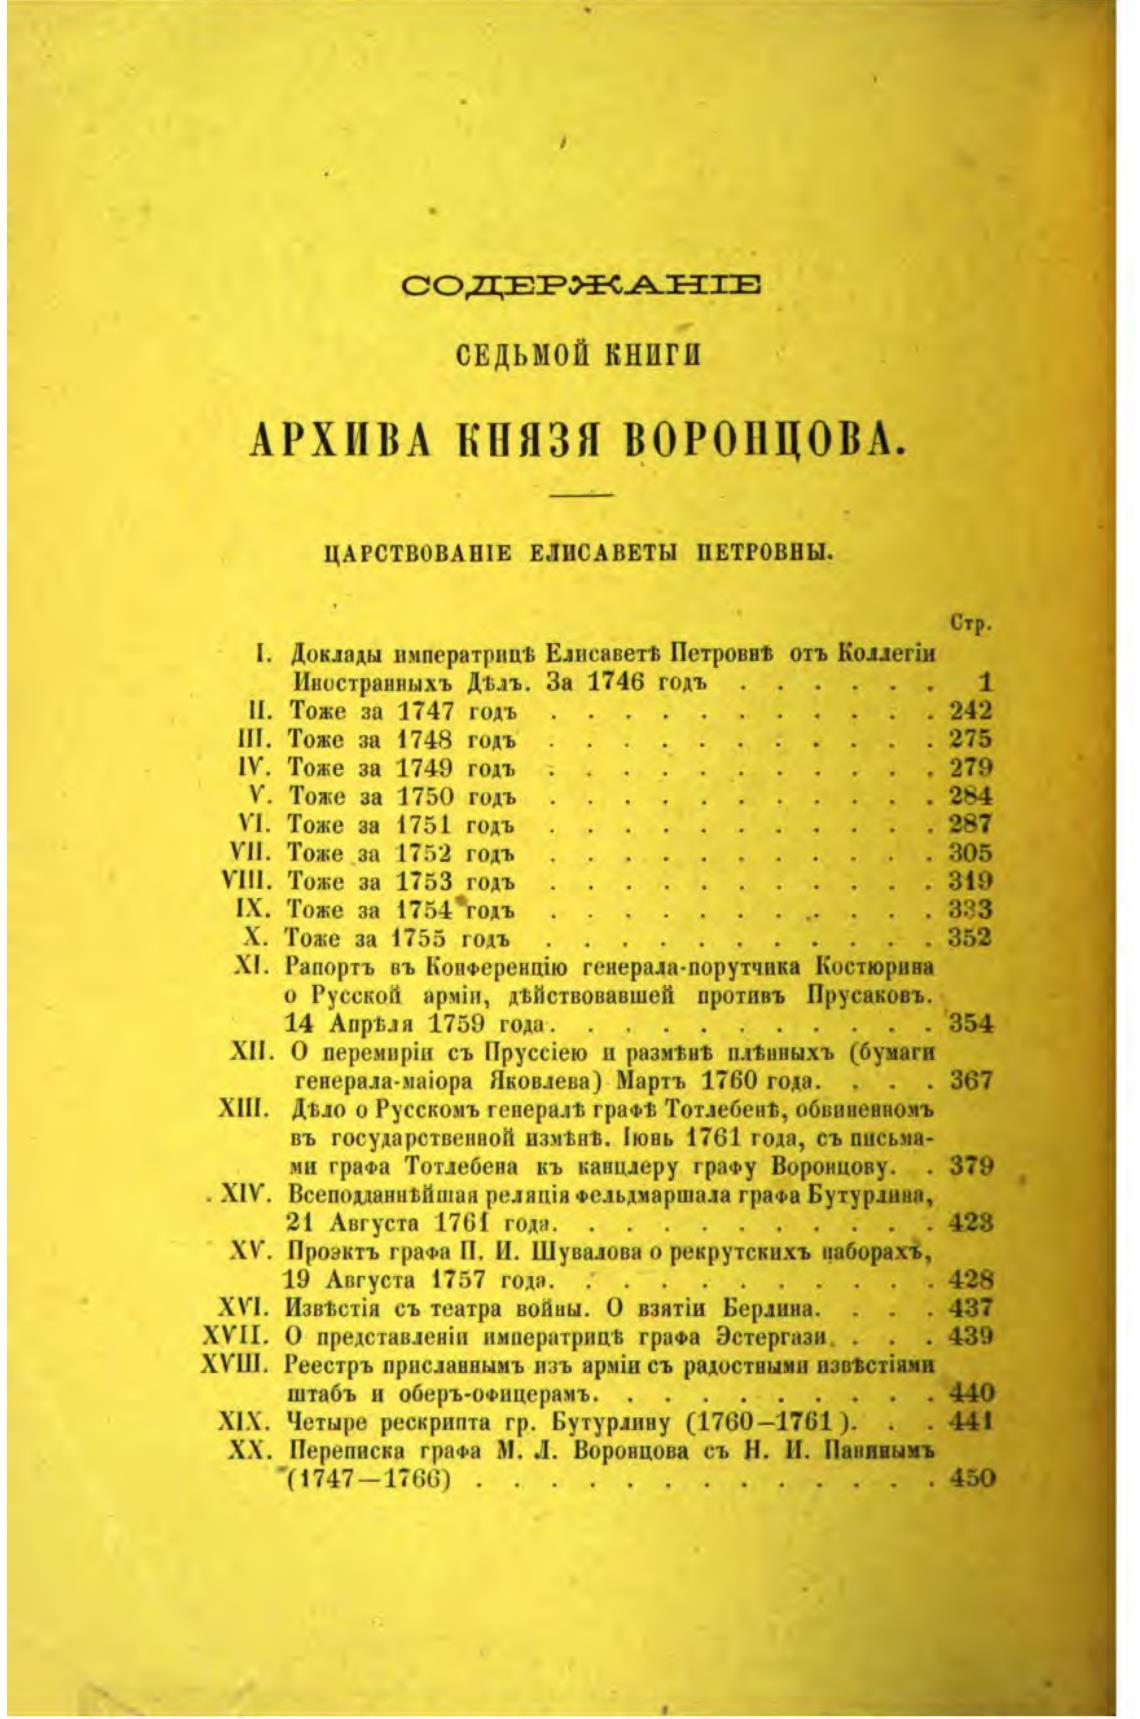 СОДЕРЖАНІЕ
СЕДЬМОЙ КНИГИ
АРХИВА КНЯЗЯ ВОРОНЦОВА.
ЦАРСТВОВАНІЕ ЕЛИСАВЕТЫ ПЕТРОВНЫ.
Стр.
I. Доклады императрицѣ Елисаветѣ Петровнѣ отъ Коллегіи
Иностранныхъ Дѣлъ. За 1746 годъ . . . . . . 1
II. Тоже за 1747 годъ . . . . . . . . . . . 242
III. Тоже за 1748 годъ . . . . . . . . . . . 275
IV. Тоже за 1749 годъ . . . . . . . . . . . 279
V. Тоже за 1750 годъ . . . . . . . . . . . 284
VI. Тоже за 1751 годъ . . . . . . . . . . . 287
VII. Тоже за 1752 годъ . . . . . . . . . . . 305
VIII. Тоже за 1753 годъ . . . . . . . . . . . 319
IX. Тоже за 1754 годъ . . . . . . . . . . . 333
X. Тоже за 1755 годъ . . . . . . . . . . . 352
XI. Рапортъ въ Конференцію генерала-порутчика Костюрина
о Русской арміи, дѣйствовавшей противъ Прусаковъ.
14 Апрѣля 1759 года. . . . . . . . . . . 354
XII. О перемиріи съ Пруссіею и размѣнѣ плѣнныхъ (бумаги
генерала-маіора Яковлева) Мартъ 1760 года. . . . 367
XIII. Дѣло о Русскомъ генералѣ графѣ Тотлебенѣ, обвиненномъ
въ государственной измѣнѣ. Іюнь 1761 года, съ письма-
ми графа Тотлебена къ канцлеру графу Воронцову. . 379
XIV. Всеподданнѣйшая реляція фельдмаршала графа Бутурлина,
21 Августа 1761 года. . . . . . . . . . . 423
XV. Проэктъ графа П. И. Шувалова о рекрутскихъ наборахъ,
19 Августа 1757 года. . . . . . . . . . . 428
XVI. Извѣстія съ театра войны. О взятіи Берлина. . . . 437
XVII. О представленіи императрицѣ графа Эстергази. . . . 439
XVIII. Реестръ присланнымъ изъ арміи съ радостными извѣстіями
штабъ и оберъ-офицерамъ. . . . . . . . . . 440
XIX. Четыре рескрипта гр. Бутурлину (1760—1761). . . 441
XX. Переписка графа М. Л. Воронцова съ Н. И. Панинымъ
(1747—1766) . . . . . . . . . . . . . 450